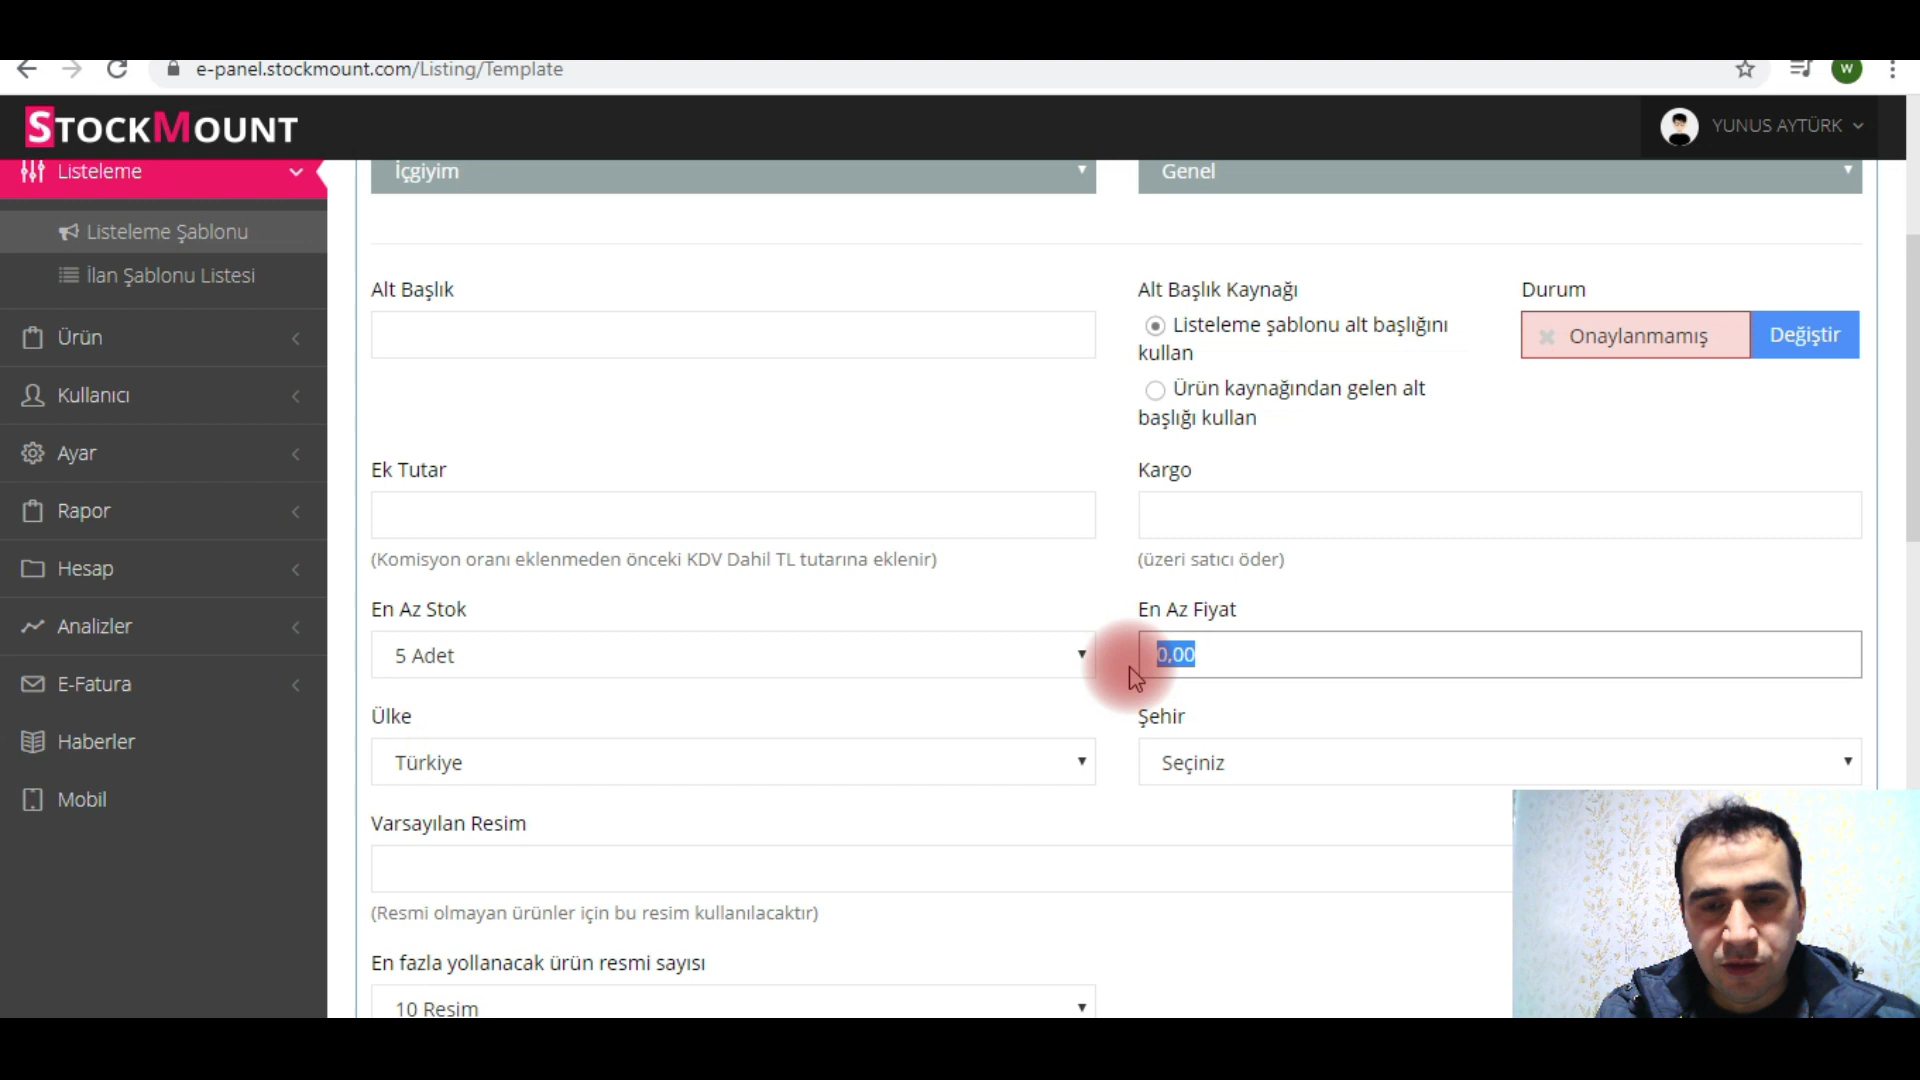 e-panel.stockmount.com/Listing/Template
W
STOCKMOUNT
YUNUS AYTÜRK
Listeleme
Listeleme Şablonu
İlan Şablonu Listesi
Ürün
Kullanıcı
Ayar
Rapor
Hesap
Analizler
E-Fatura
Haberler
Mobil
İçgiyim
Genel
Alt Başlık
Alt Başlık Kaynağı
Listeleme şablonu alt başlığını
kullan
Ürün kaynağından gelen alt
başlığı kullan
Durum
Onaylanmamış
Değiştir
Ek Tutar
(Komisyon oranı eklenmeden önceki KDV Dahil TL tutarına eklenir)
Kargo
(üzeri satıcı öder)
En Az Stok
5 Adet
En Az Fiyat
0,00
Ülke
Türkiye
Şehir
Seçiniz
Varsayılan Resim
(Resmi olmayan ürünler için bu resim kullanılacaktır)
En fazla yollanacak ürün resmi sayısı
10 Resim